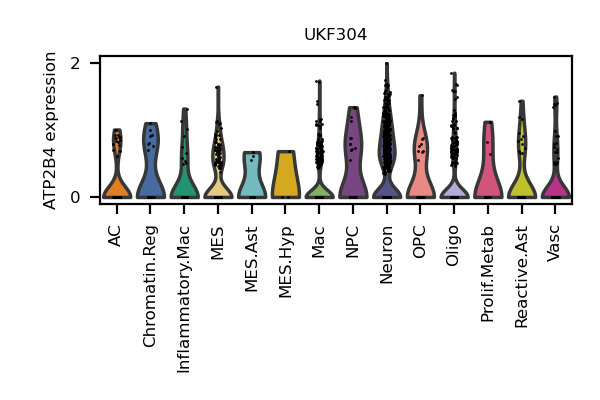 UKF304
ATP2B4 expression
2
0
AC
Chromatin.Reg
Inflammatory.Mac
MES
MES.Ast
MES.Hyp
Mac
NPC
Neuron
OPC
Oligo
Prolif.Metab
Reactive.Ast
Vasc